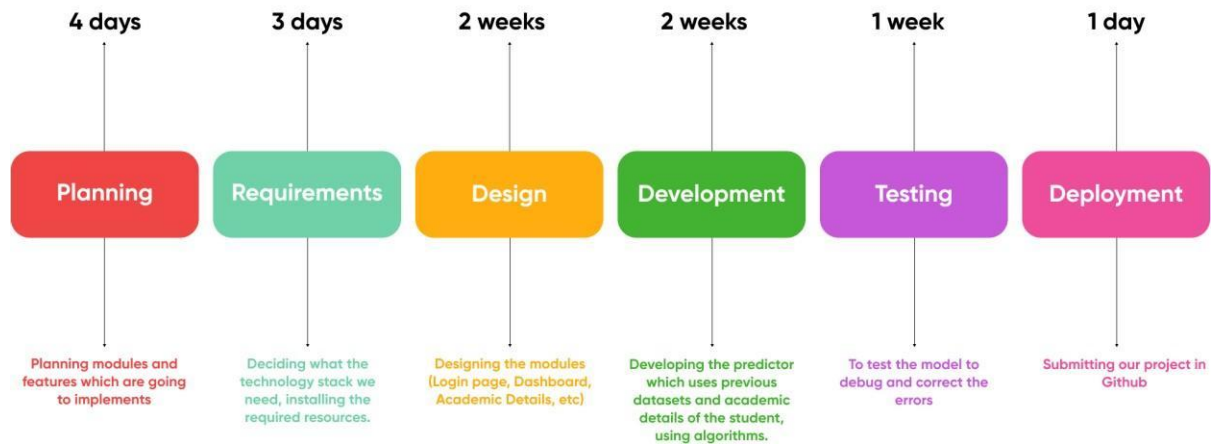 4 days
3 days
2 weeks
2 weeks
1 week
1 day
Planning
Requirements
Design
Development
Testing
Deployment
Planning modules and
features which are going
to implements
Deciding what the
technology stack we
need, installing the
required resources.
Designing the modules
(Login page, Dashboard,
Academic Details, etc)
Developing the predictor
which uses previous
datasets and academic
details of the student,
using algorithms.
To test the model to
debug and correct the
errors
Submitting our project in
Github